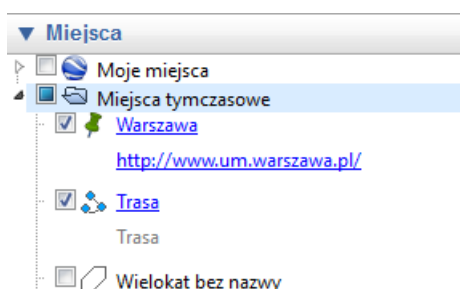 Miejsca
Moje miejsca
Miejsca tymczasowe
Warszawa
http://www.um.warszawa.pl/
Trasa
Trasa
Wielokat bez nazwy